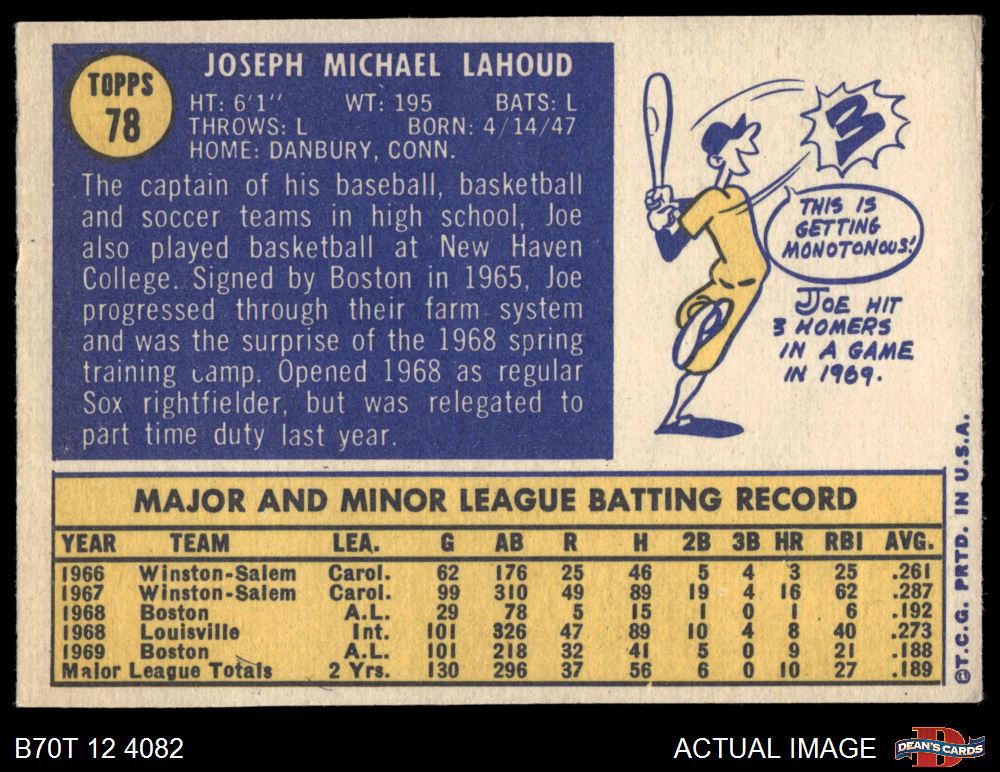 TOPPS
78
JOSEPH MICHAEL LAHOUD
HT: 6'1" WT: 195 BATS: L
THROWS: L BORN: 4/14/47
HOME: DANBURY, CONN.
The captain of his baseball, basketball
and soccer teams in high school, Joe
also played basketball at New Haven
College. Signed by Boston in 1965, Joe
progressed through their farm system
and was the surprise of the 1968 spring
training camp. Opened 1968 as regular
Sox rightfielder, but was relegated to
part time duty last year.
3
THIS IS
GETTING
MONOTONOUS!
JOE HIT
3 HOMERS
IN A GAME
IN 1969.
MAJOR AND MINOR LEAGUE BATTING RECORD
YEAR TEAM LEA. G AB R H 2B 3B HR RBI AVG.
1966 Winston-Salem Carol. 62 176 25 46 5 4 3 25 .261
1967 Winston-Salem Carol. 99 310 49 89 19 4 16 62 .287
1968 Boston A.L. 29 78 5 15 1 0 1 6 .192
1968 Louisville Int. 101 326 47 89 10 4 8 40 .273
1969 Boston A.L. 101 218 32 41 5 0 9 21 .188
Major League Totals 2 Yrs. 130 296 37 56 6 0 10 27 .189
©T.C.G. PRTD. IN U.S.A.
B70T 12 4082
ACTUAL IMAGE
D
DEAN'S CARDS